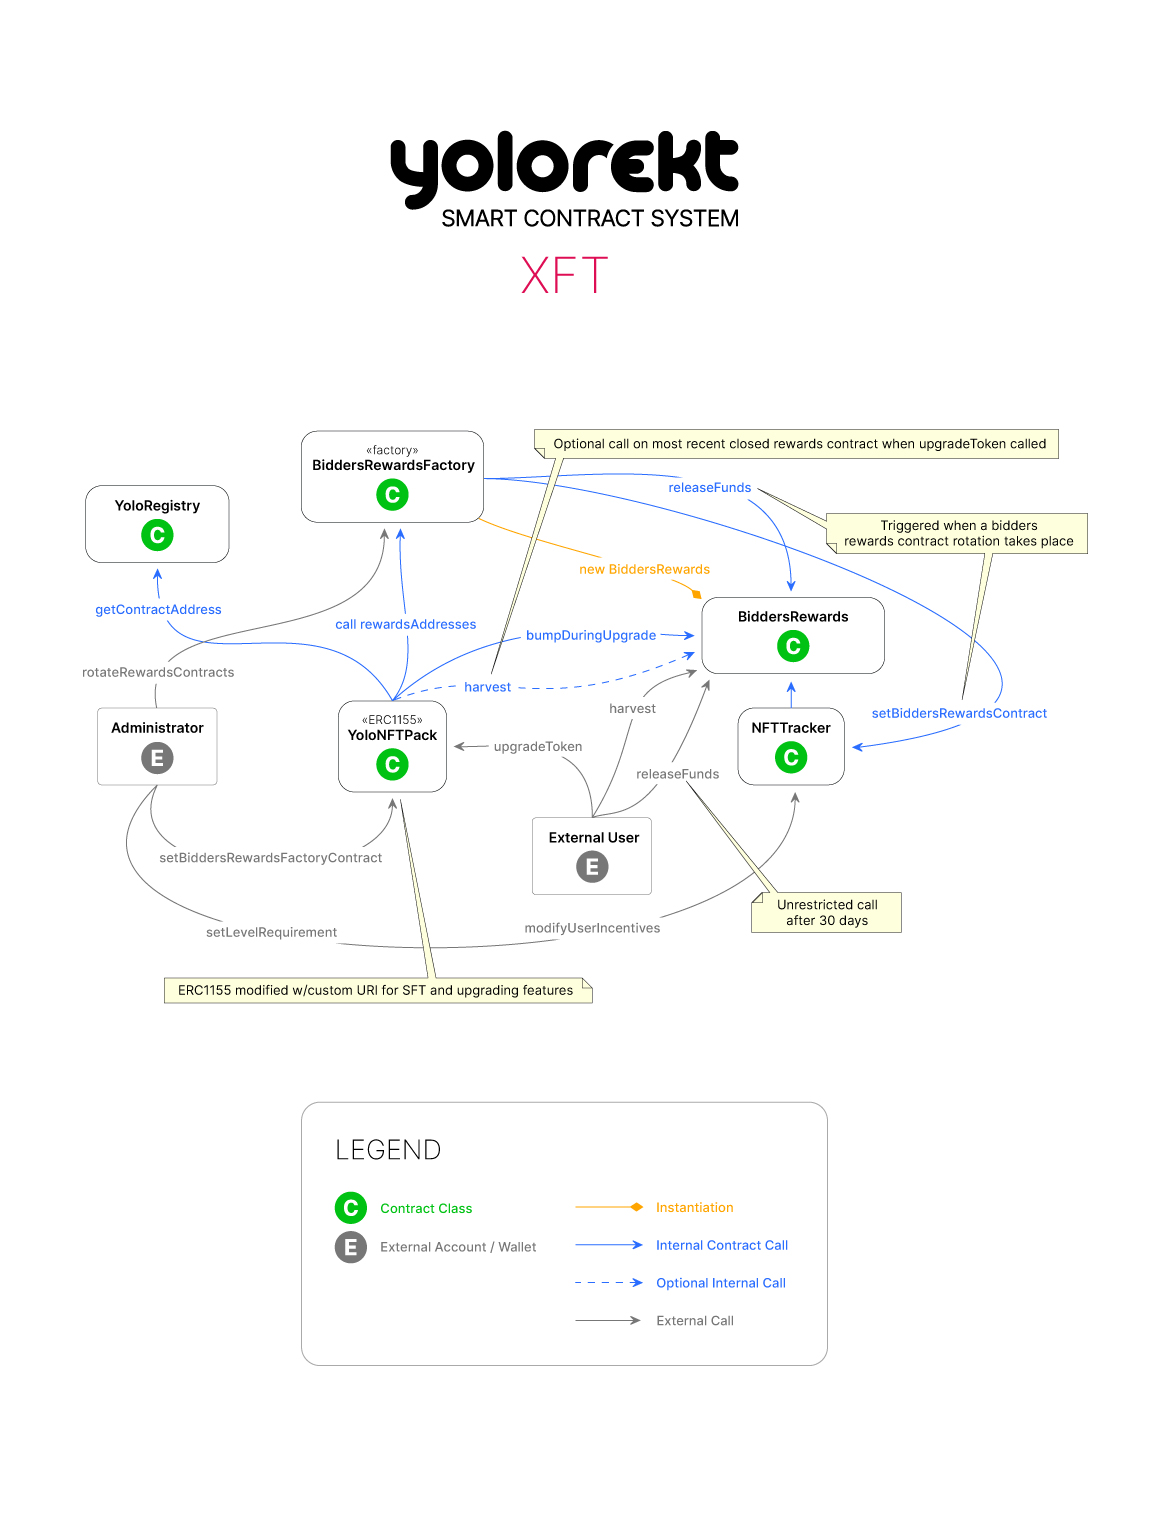 yolorekt
SMART CONTRACT SYSTEM
XFT
Optional call on most recent closed rewards contract when upgradeToken called
«factory»
BiddersRewardsFactory
C
releaseFunds
YoloRegistry
C
Triggered when a bidders
rewards contract rotation takes place
new BiddersRewards
getContractAddress
call rewardsAddresses
bumpDuringUpgrade
BiddersRewards
C
rotateRewardsContracts
harvest
harvest
setBiddersRewardsContract
Administrator
E
«ERC1155»
YoloNFTPack
C
NFTTracker
C
upgradeToken
releaseFunds
External User
E
setBiddersRewardsFactoryContract
Unrestricted call
after 30 days
setLevelRequirement
modifyUserIncentives
ERC1155 modified w/custom URI for SFT and upgrading features
LEGEND
C Contract Class
E External Account / Wallet
Instantiation
Internal Contract Call
Optional Internal Call
External Call